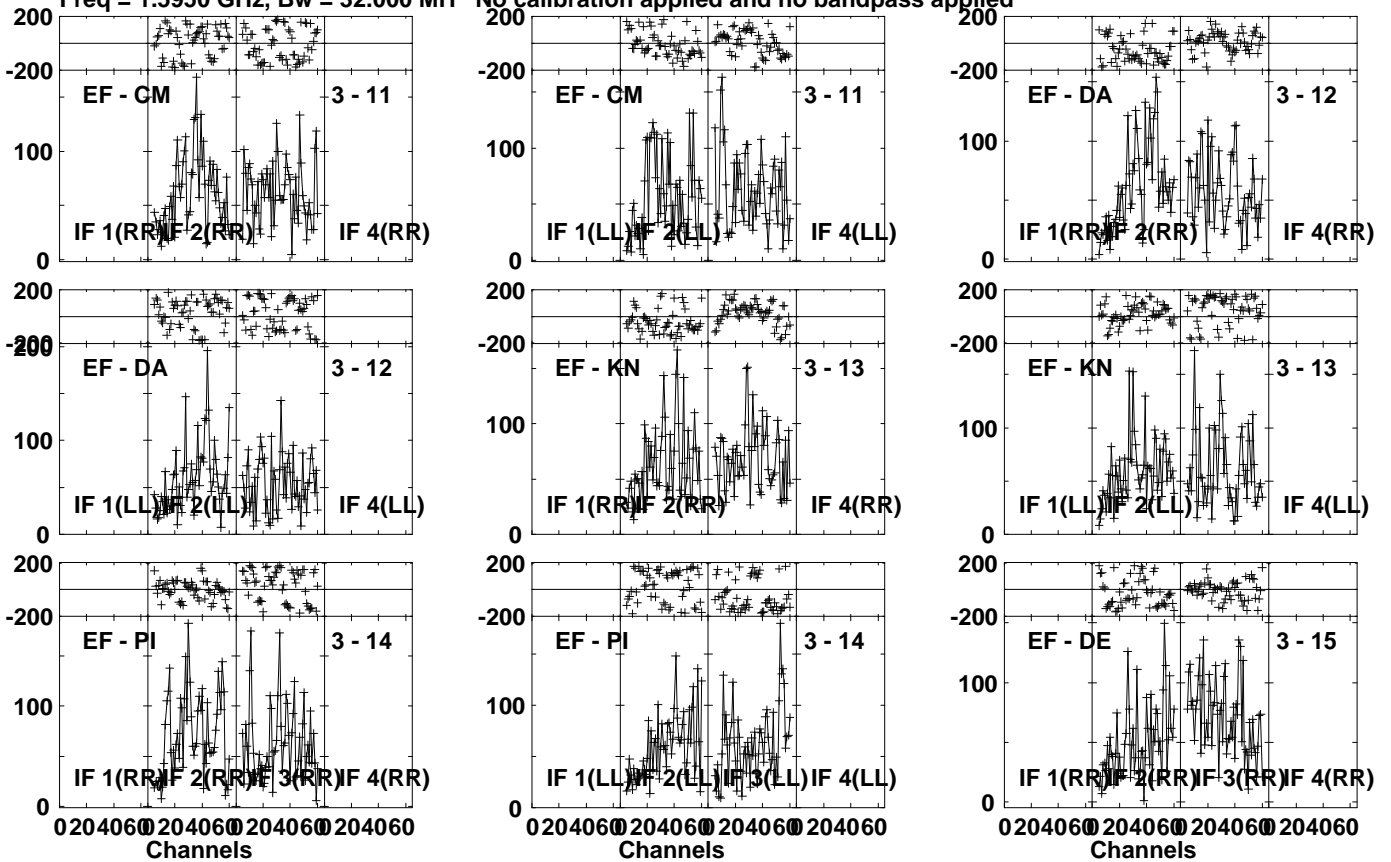 Freq = 1.5950 GHz, Bw = 32.000 MH No calibration applied and no bandpass applied
200 200 200
-200 -200 -200
EF - CM 3 - 11 EF - CM 3 - 11 EF - DA 3 - 12
100 100 100
IF 1(RR) IF 2(RR) IF 4(RR) IF 1(LL) IF 2(LL) IF 4(LL) IF 1(RR) IF 2(RR) IF 4(RR)
0 0 0
200 200 200
-200 -200 -200
200
EF - DA 3 - 12 EF - KN 3 - 13 EF - KN 3 - 13
100 100 100
IF 1(LL) IF 2(LL) IF 4(LL) IF 1(RR) IF 2(RR) IF 4(RR) IF 1(LL) IF 2(LL) IF 4(LL)
0 0 0
200 200 200
-200 -200 -200
EF - PI 3 - 14 EF - PI 3 - 14 EF - DE 3 - 15
100 100 100
IF 1(RR) IF 2(RR) IF 3(RR) IF 4(RR) IF 1(LL) IF 2(LL) IF 3(LL) IF 4(LL) IF 1(RR) IF 2(RR) IF 3(RR) IF 4(RR)
0 0 0
0 20 40 60 0 20 40 60 0 20 40 60 0 20 40 60 0 20 40 60 0 20 40 60 0 20 40 60 0 20 40 60 0 20 40 60 0 20 40 60 0 20 40 60 0 20 40 60
Channels Channels Channels